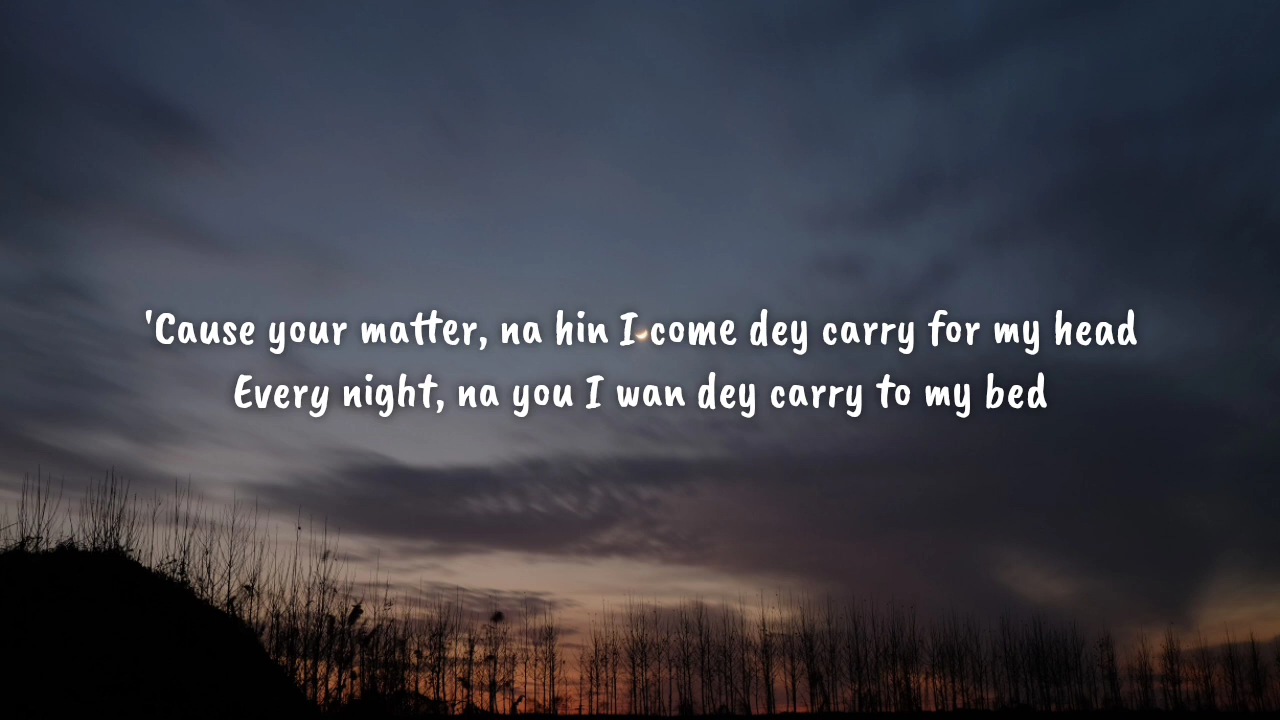 'Cause your matter, na hin I come dey carry for my head
Every night, na you I wan dey carry to my bed